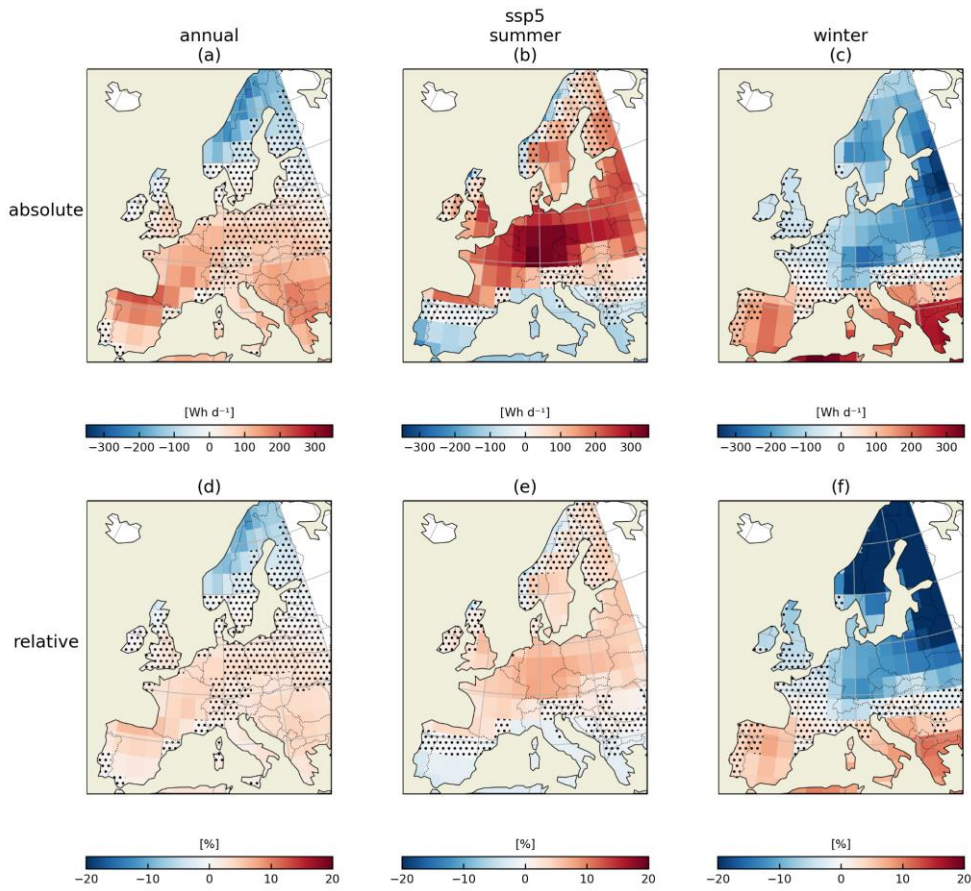 ssp5
annual summer winter
(a) (b) (c)
absolute
[Wh d⁻¹] [Wh d⁻¹] [Wh d⁻¹]
−300 −200 −100 0 100 200 300 −300 −200 −100 0 100 200 300 −300 −200 −100 0 100 200 300
(d) (e) (f)
relative
[%] [%] [%]
−20 −10 0 10 20 −20 −10 0 10 20 −20 −10 0 10 20